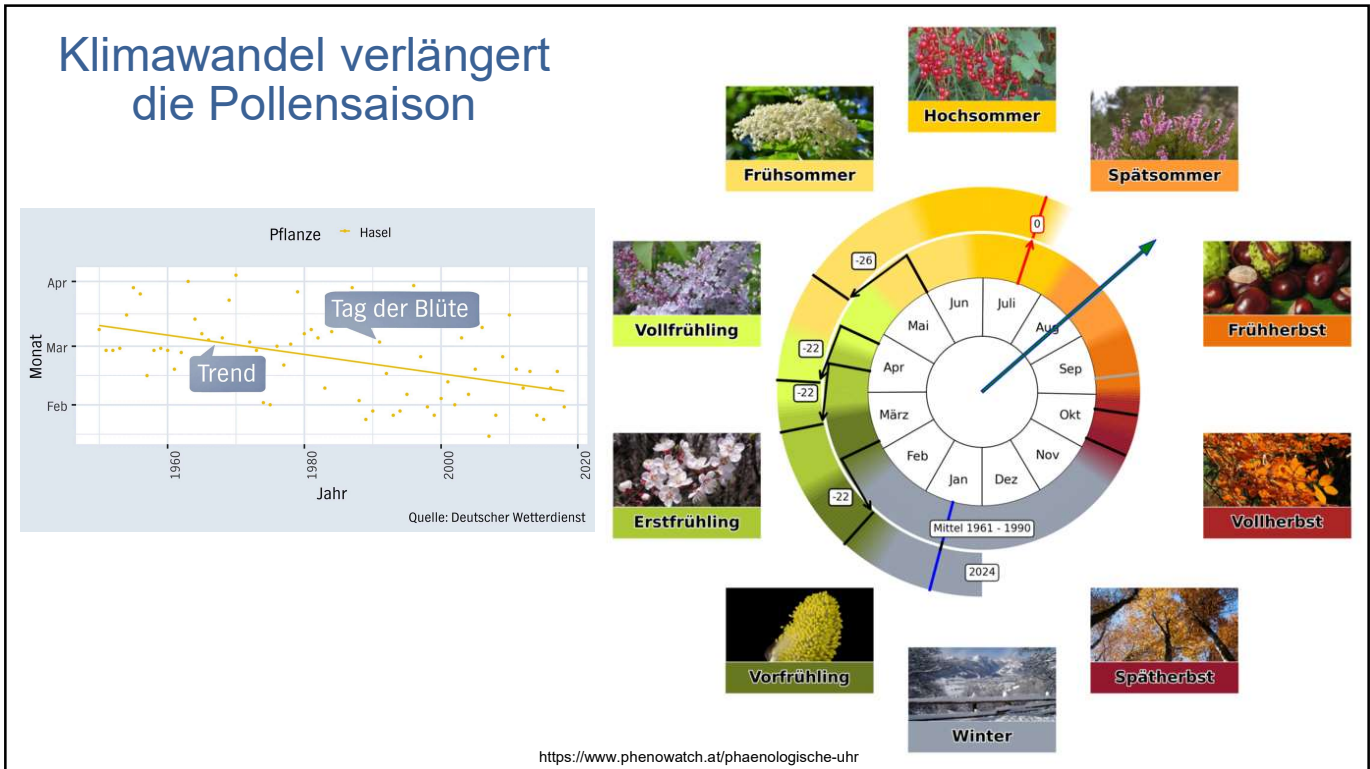 Klimawandel verlängert
die Pollensaison
Pflanze Hasel
Apr
Mar
Feb
Monat
Tag der Blüte
Trend
1960
1980
2000
2020
Jahr
Quelle: Deutscher Wetterdienst
Hochsommer
Frühsommer
Spätsommer
Vollfrühling
Frühherbst
Erstfrühling
Vollherbst
Vorfrühling
Spätherbst
Winter
0
-26
-22
-22
-22
Jun
Juli
Mai
Aug
Apr
Sep
März
Okt
Feb
Nov
Jan
Dez
Mittel 1961 - 1990
2024
https://www.phenowatch.at/phaenologische-uhr